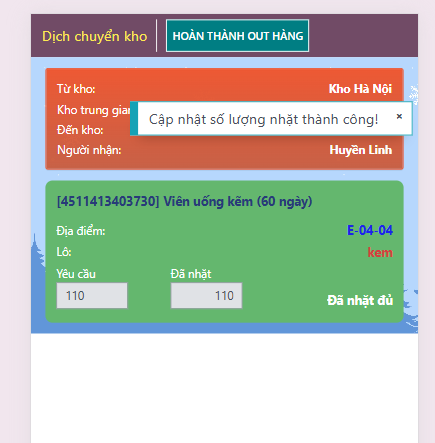 Dịch chuyển kho
HOÀN THÀNH OUT HÀNG
Từ kho: Kho Hà Nội
Kho trung gian
Cập nhật số lượng nhặt thành công! ×
Đến kho:
Người nhận: Huyền Linh
[4511413403730] Viên uống kẽm (60 ngày)
Địa điểm: E-04-04
Lô: kem
Yêu cầu Đã nhặt
110 110 Đã nhặt đủ